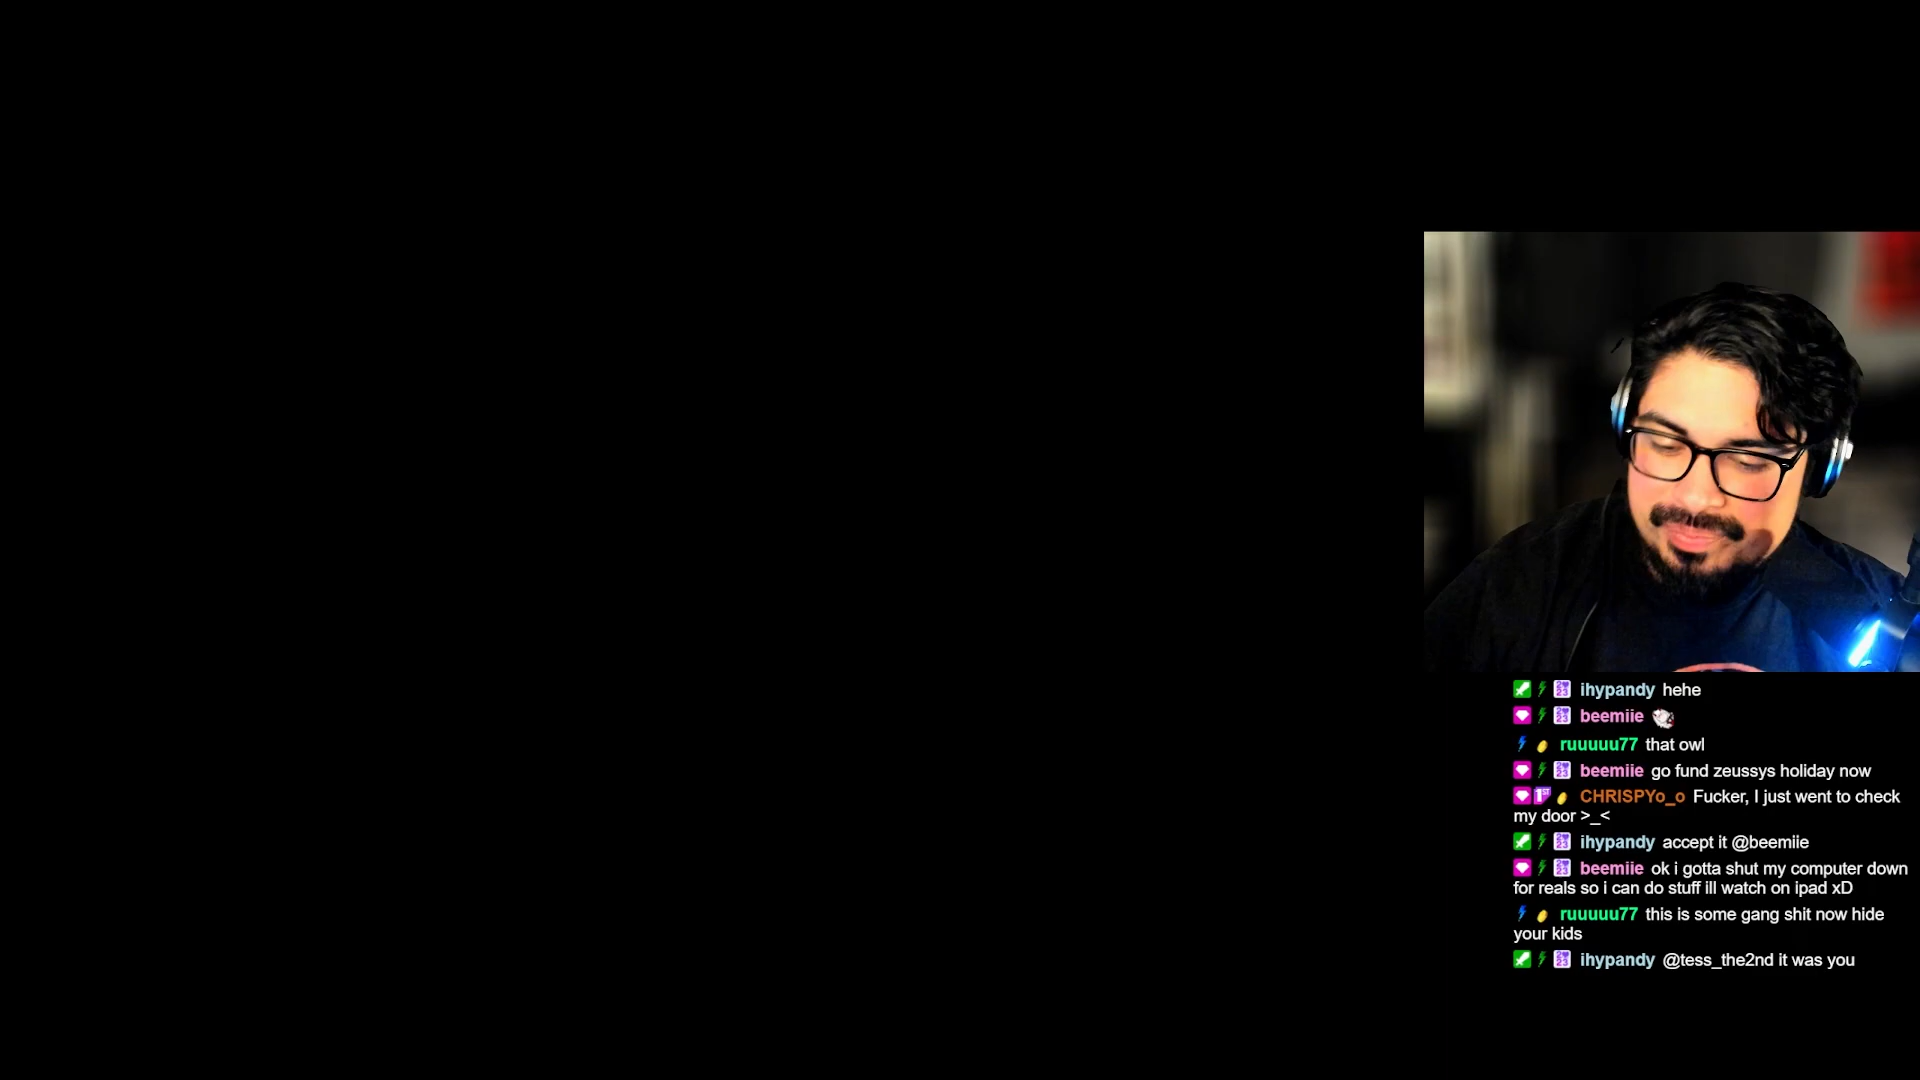 ihypandy hehe
beemiie
ruuuuu77 that owl
beemiie go fund zeussys holiday now
CHRISPYo_o Fucker, I just went to check
my door >_<
ihypandy accept it @beemiie
beemiie ok i gotta shut my computer down
for reals so i can do stuff ill watch on ipad xD
ruuuuu77 this is some gang shit now hide
your kids
ihypandy @tess_the2nd it was you